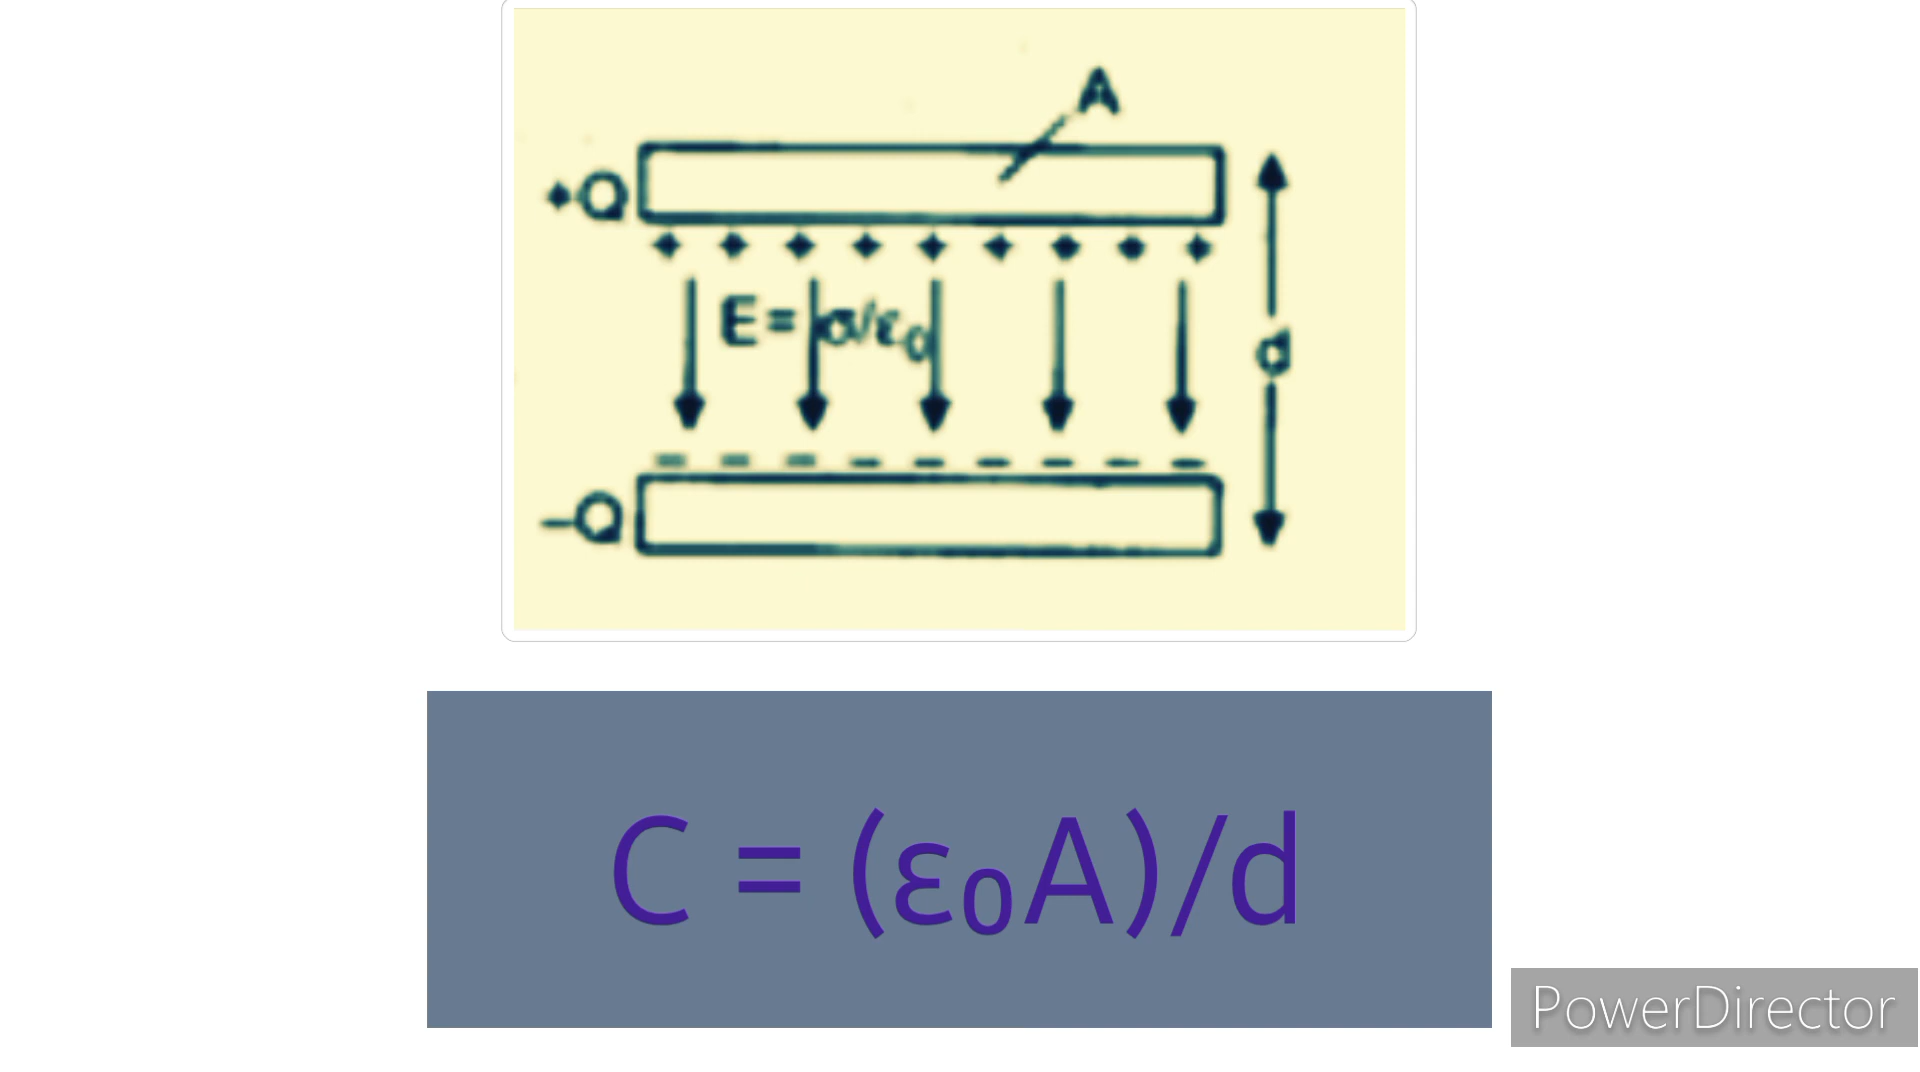 A
+Q
E = σ/ε₀
d
–Q
C = (ε₀A)/d
PowerDirector